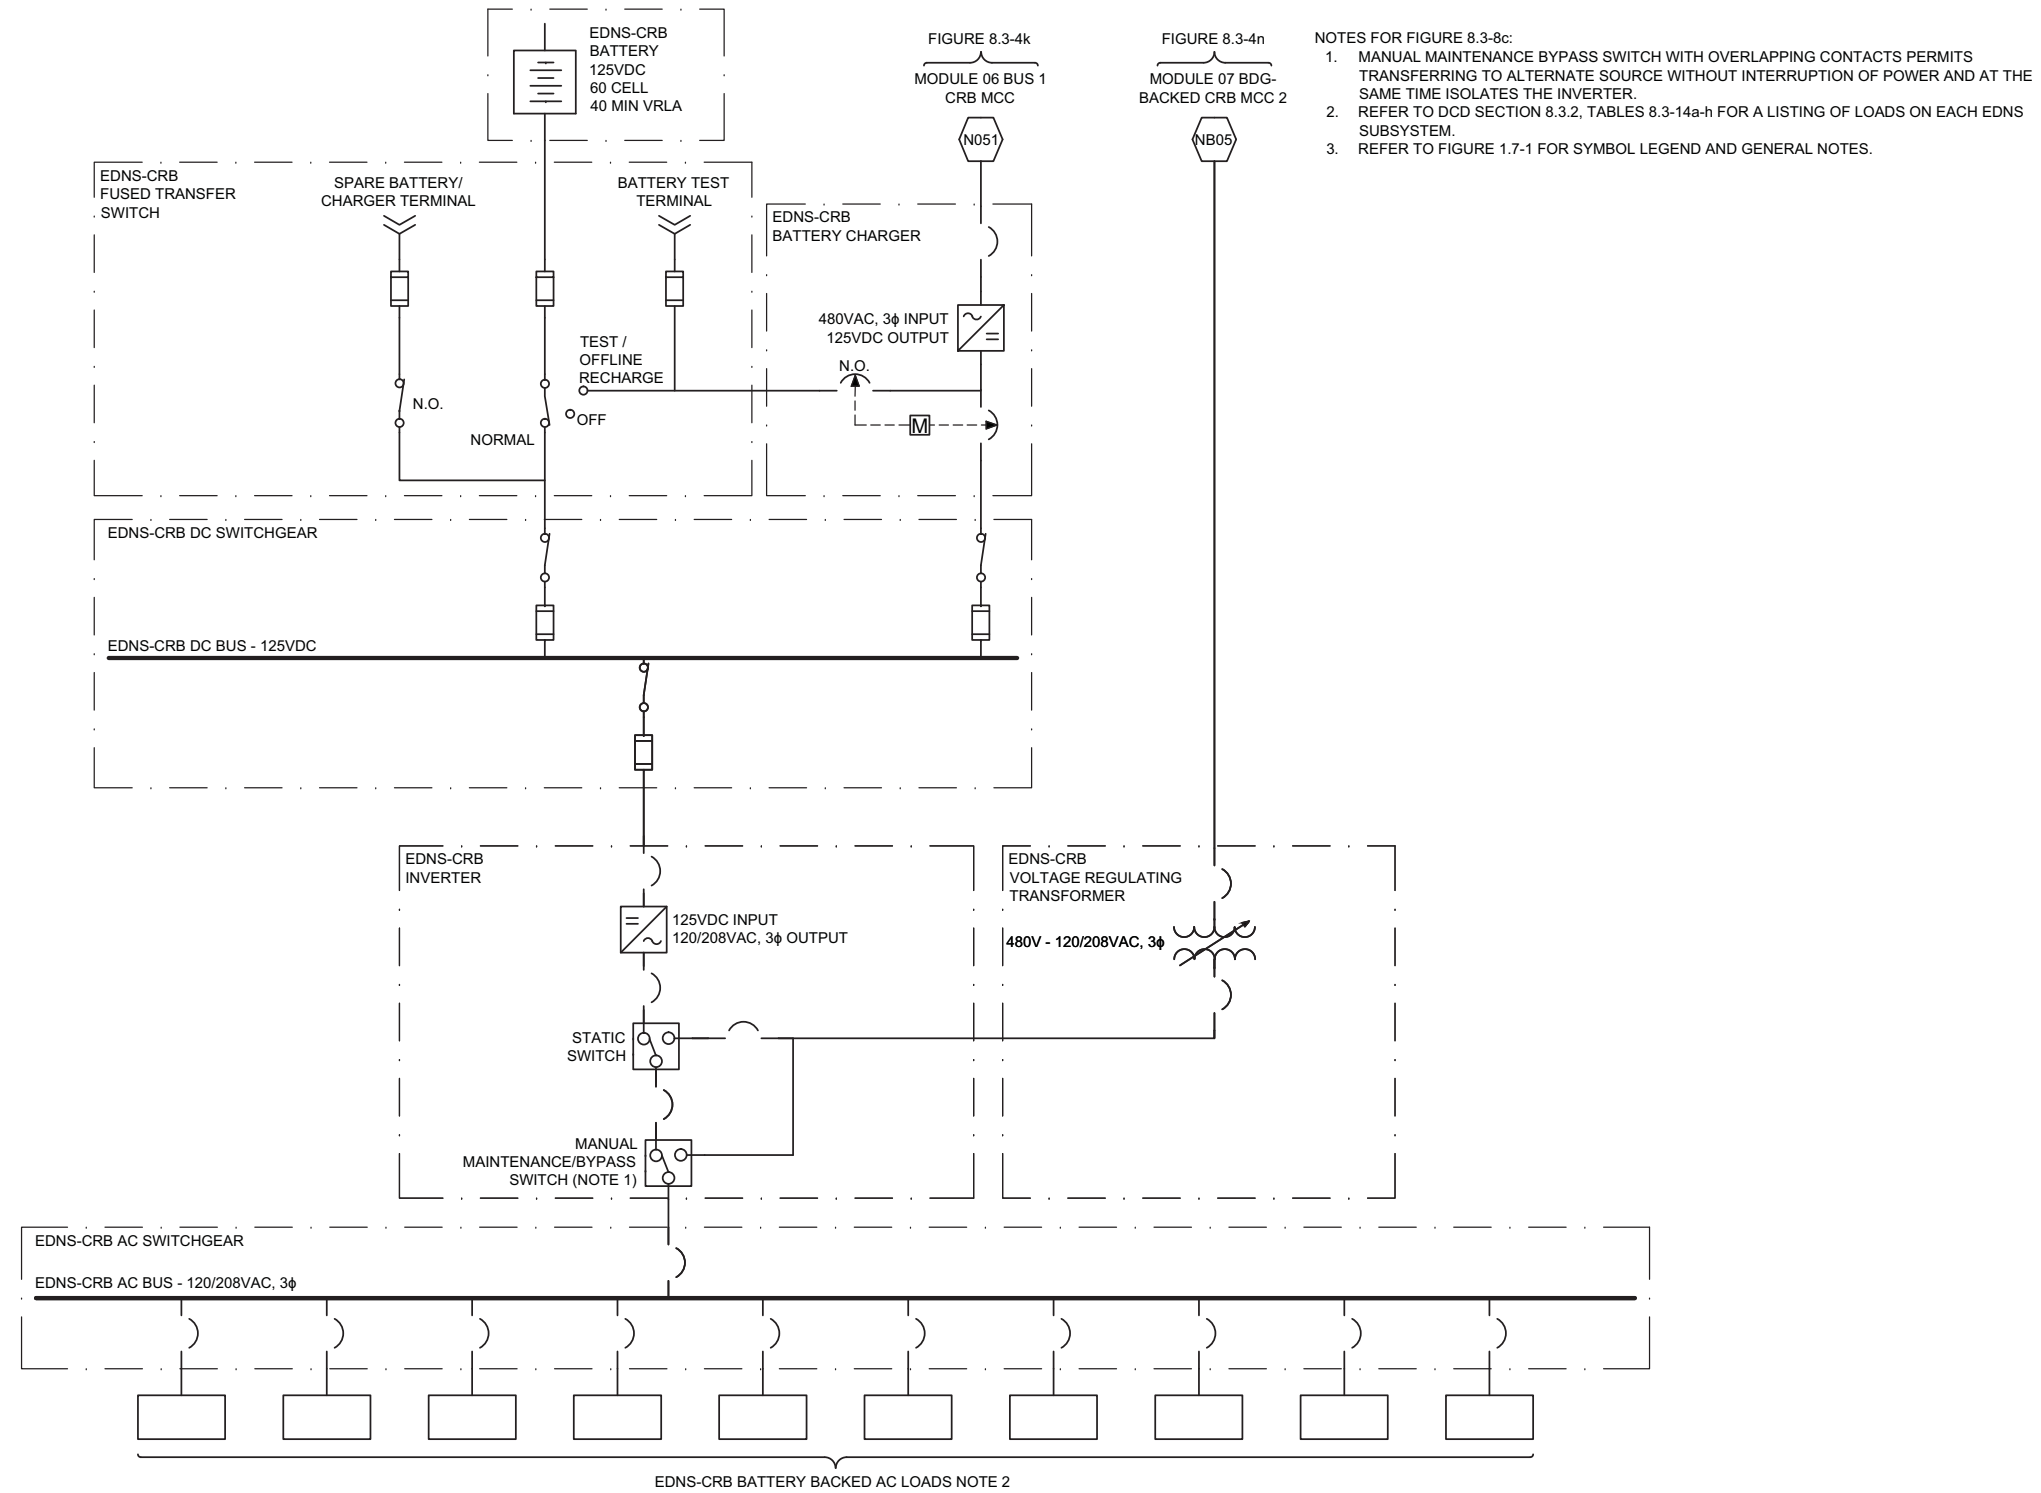 EDNS-CRB
BATTERY
125VDC
60 CELL
40 MIN VRLA
FIGURE 8.3-4k
MODULE 06 BUS 1
CRB MCC
N051
FIGURE 8.3-4n
MODULE 07 BDG-
BACKED CRB MCC 2
NB05
NOTES FOR FIGURE 8.3-8c:
1. MANUAL MAINTENANCE BYPASS SWITCH WITH OVERLAPPING CONTACTS PERMITS
TRANSFERRING TO ALTERNATE SOURCE WITHOUT INTERRUPTION OF POWER AND AT THE
SAME TIME ISOLATES THE INVERTER.
2. REFER TO DCD SECTION 8.3.2, TABLES 8.3-14a-h FOR A LISTING OF LOADS ON EACH EDNS
SUBSYSTEM.
3. REFER TO FIGURE 1.7-1 FOR SYMBOL LEGEND AND GENERAL NOTES.
EDNS-CRB
FUSED TRANSFER
SWITCH
SPARE BATTERY/
CHARGER TERMINAL
BATTERY TEST
TERMINAL
EDNS-CRB
BATTERY CHARGER
480VAC, 3ϕ INPUT
125VDC OUTPUT
TEST /
OFFLINE
RECHARGE
N.O.
N.O.
OFF
M
NORMAL
EDNS-CRB DC SWITCHGEAR
EDNS-CRB DC BUS - 125VDC
EDNS-CRB
INVERTER
125VDC INPUT
120/208VAC, 3ϕ OUTPUT
EDNS-CRB
VOLTAGE REGULATING
TRANSFORMER
480V - 120/208VAC, 3ϕ
STATIC
SWITCH
MANUAL
MAINTENANCE/BYPASS
SWITCH (NOTE 1)
EDNS-CRB AC SWITCHGEAR
EDNS-CRB AC BUS - 120/208VAC, 3ϕ
EDNS-CRB BATTERY BACKED AC LOADS NOTE 2